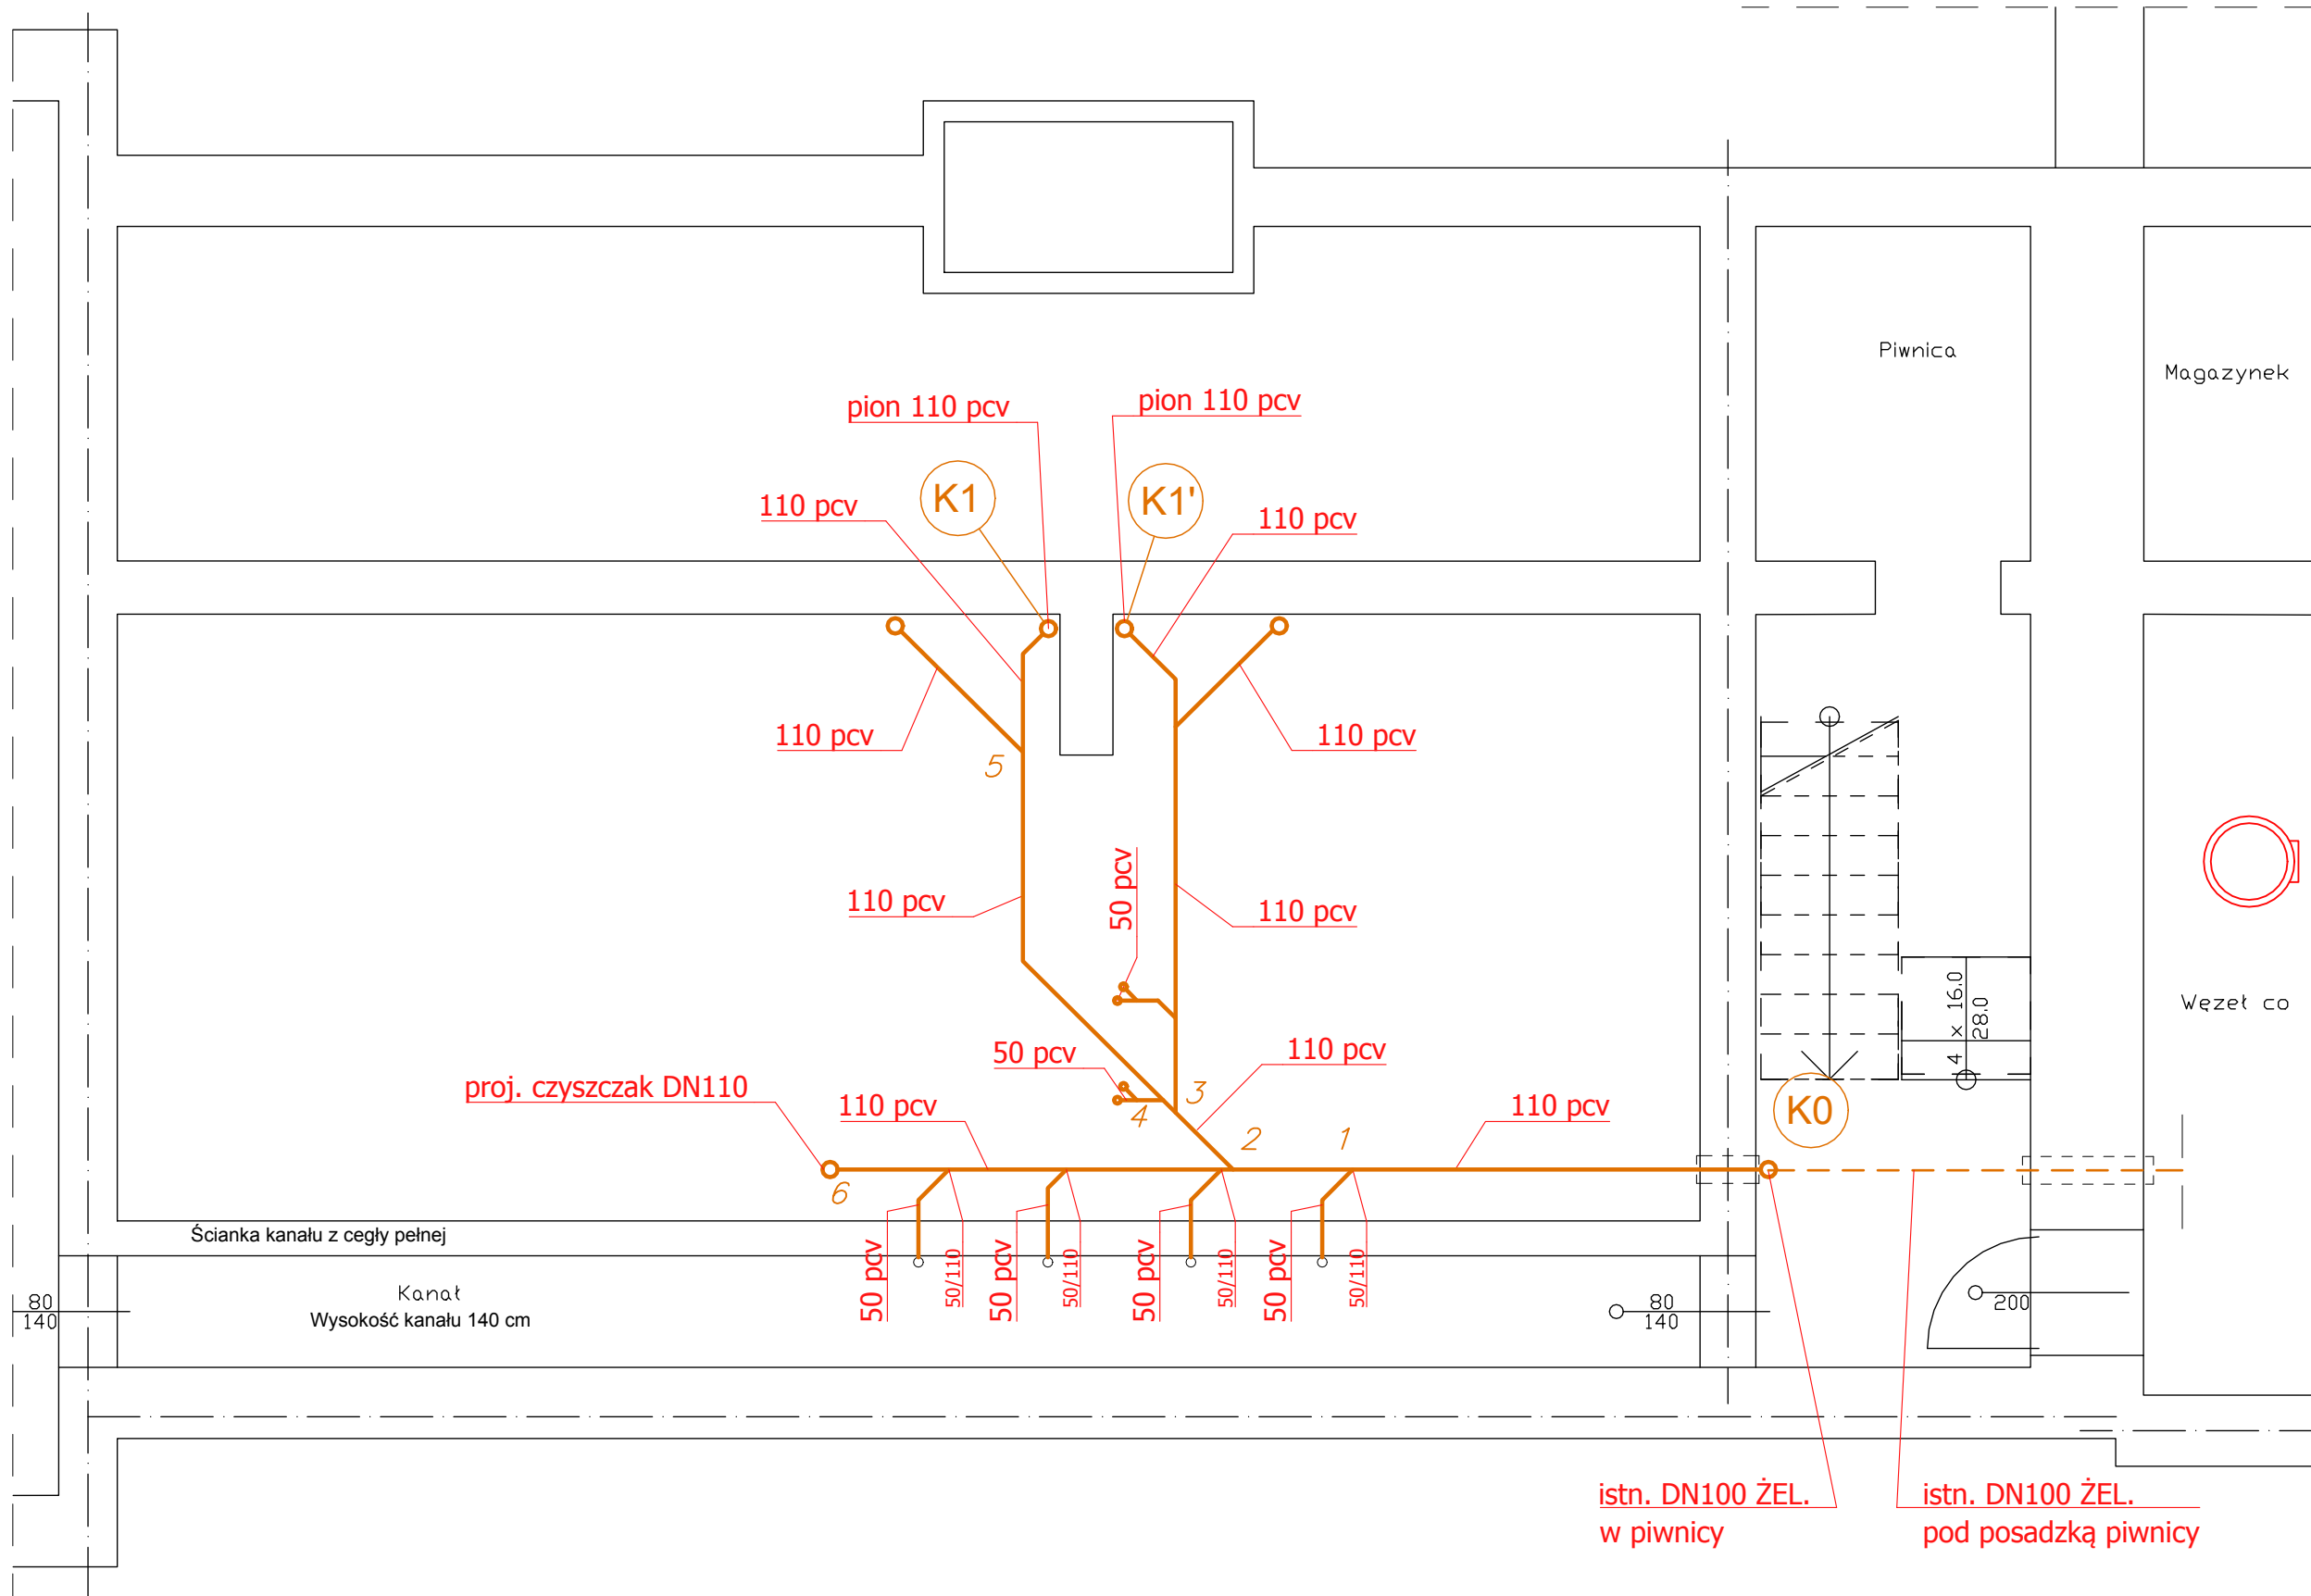 Piwnica
Magazynek
pion 110 pcv
pion 110 pcv
K1
K1'
110 pcv
110 pcv
110 pcv
110 pcv
5
110 pcv
50 pcv
110 pcv
4 x 16.0
28.0
Węzeł co
50 pcv
110 pcv
proj. czyszczak DN110
110 pcv
3
4
2
1
110 pcv
K0
6
Ścianka kanału z cegły pełnej
50 pcv
50/110
50 pcv
50/110
50 pcv
50/110
50 pcv
50/110
Kanał
Wysokość kanału 140 cm
80
140
80
140
200
istn. DN100 ŻEL.
w piwnicy
istn. DN100 ŻEL.
pod posadzką piwnicy